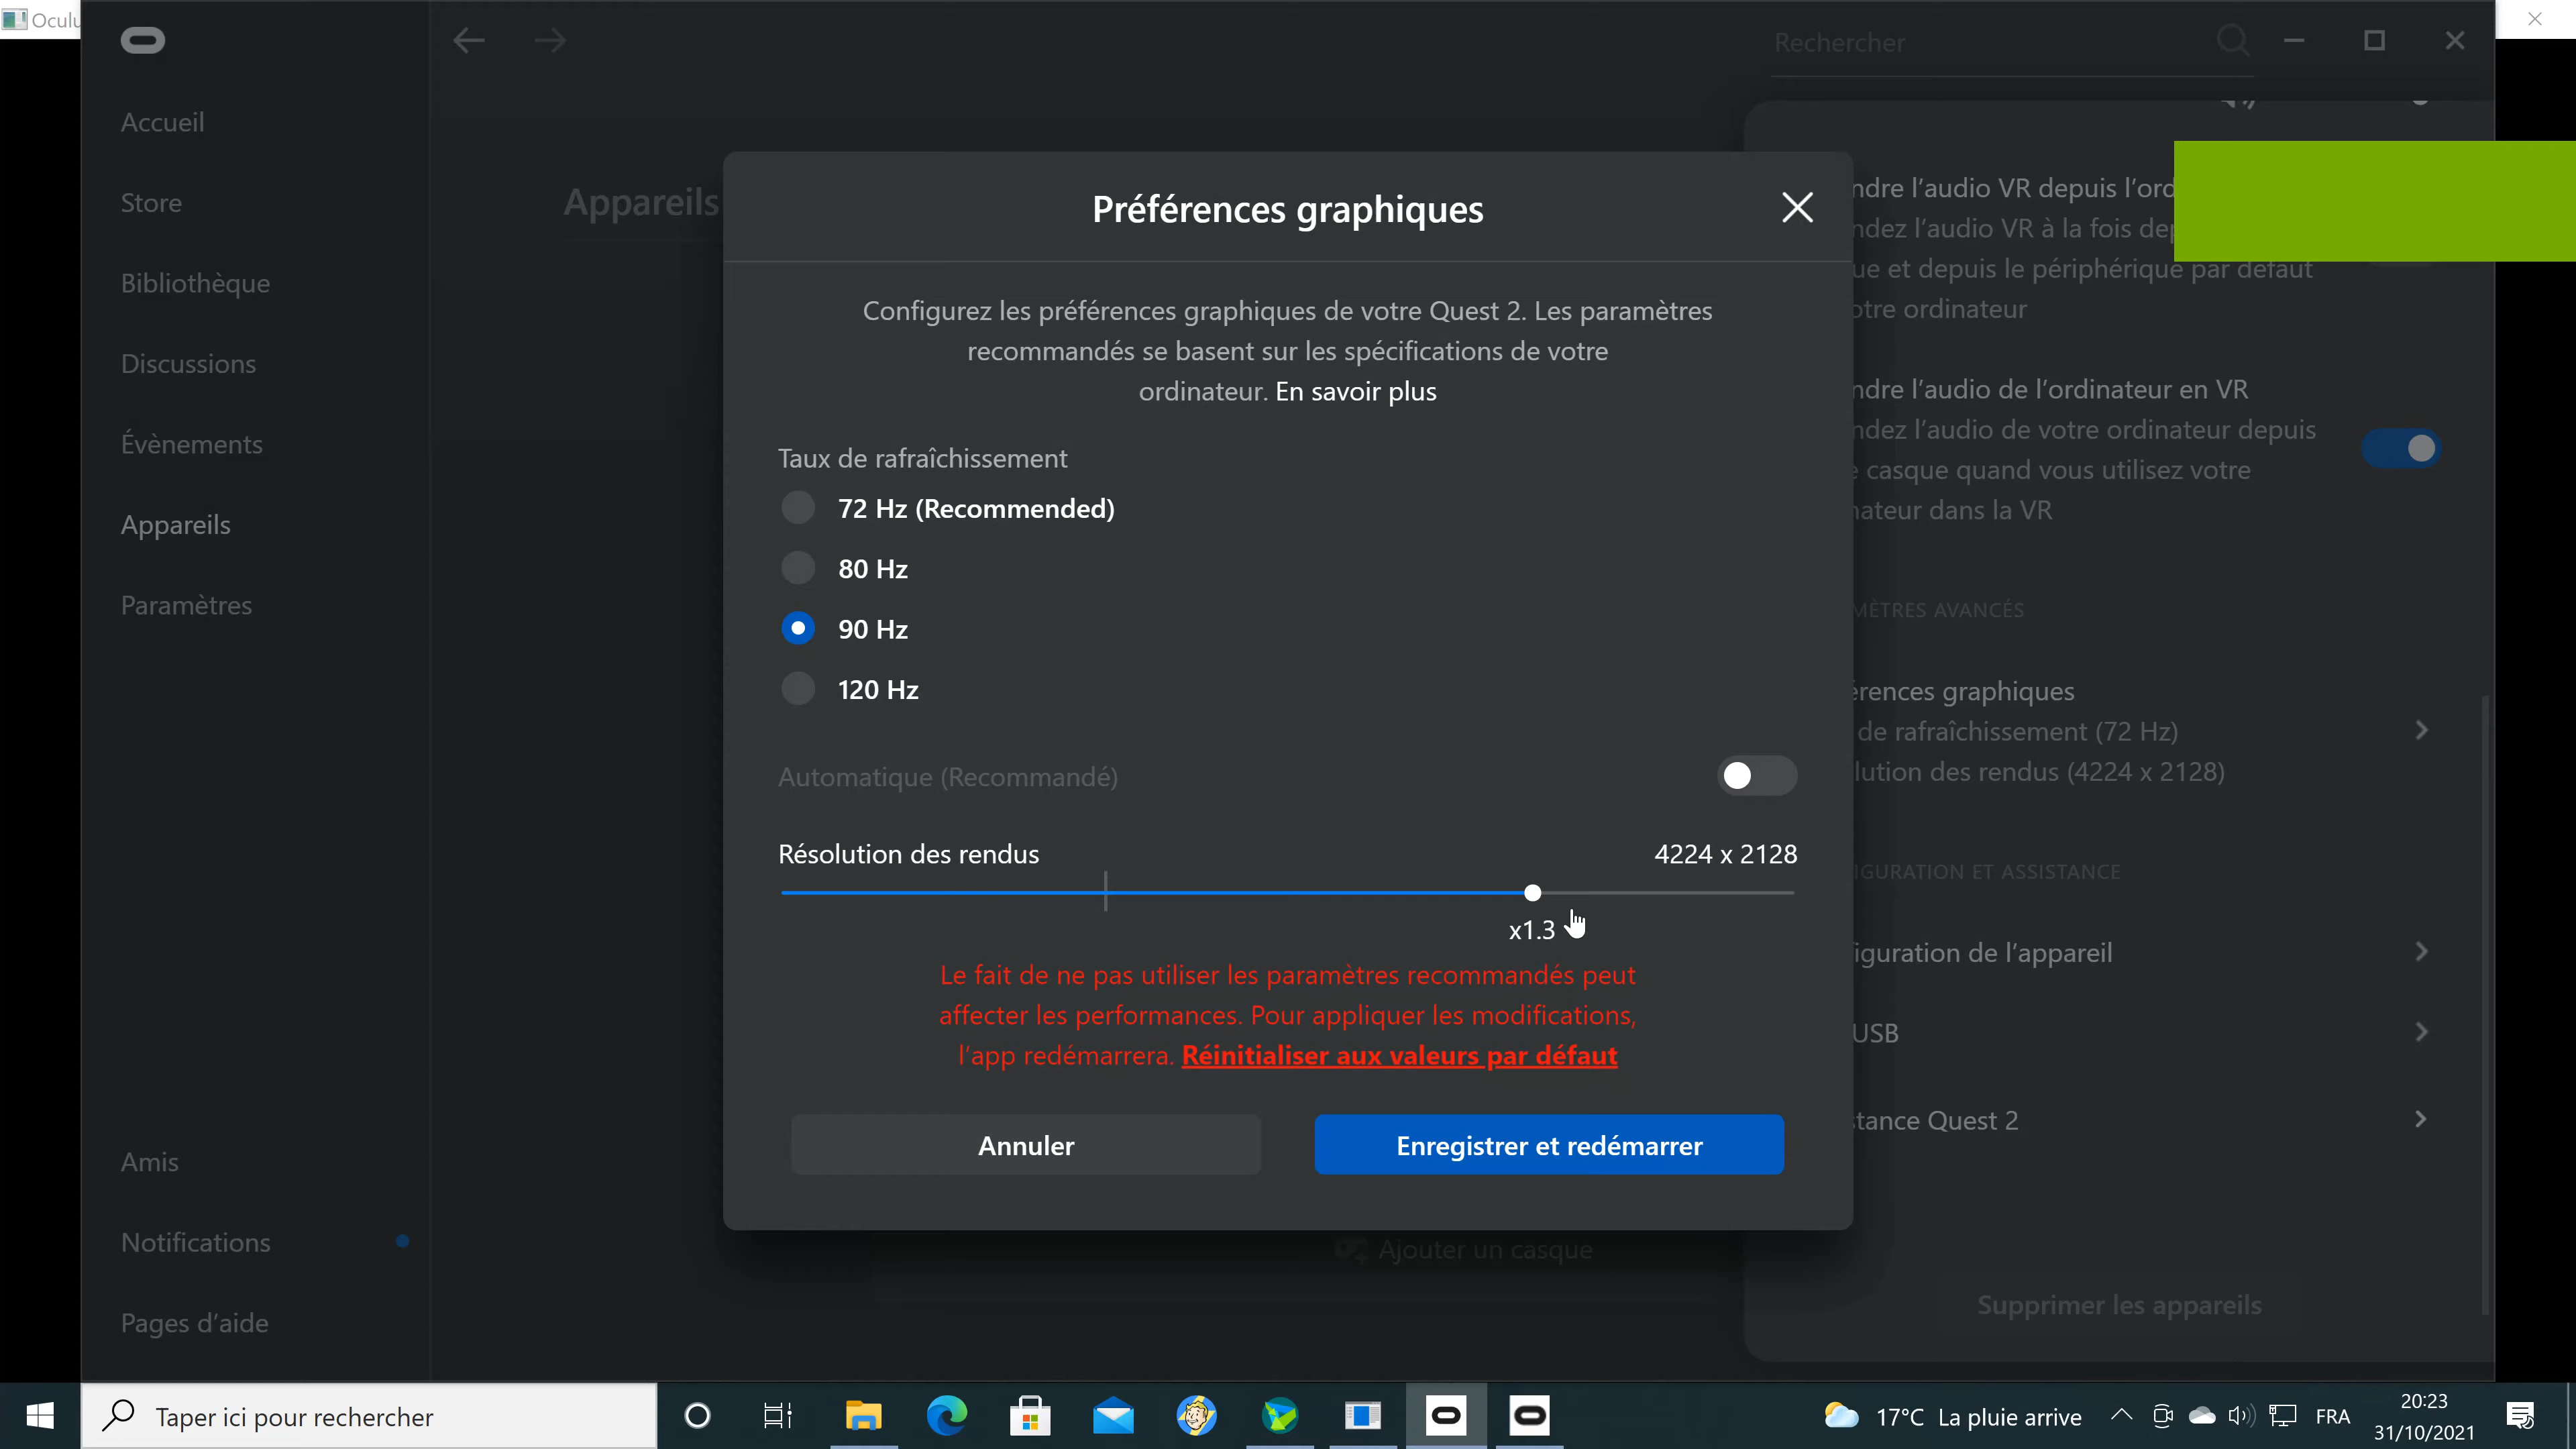 Oculu
Rechercher
Accueil
Store
Bibliothèque
Discussions
Évènements
Appareils
Paramètres
Amis
Notifications
Pages d'aide
Appareils
Préférences graphiques
Configurez les préférences graphiques de votre Quest 2. Les paramètres
recommandés se basent sur les spécifications de votre
ordinateur. En savoir plus
Taux de rafraîchissement
72 Hz (Recommended)
80 Hz
90 Hz
120 Hz
Automatique (Recommandé)
Résolution des rendus 4224 x 2128
x1.3
Le fait de ne pas utiliser les paramètres recommandés peut
affecter les performances. Pour appliquer les modifications,
l'app redémarrera. Réinitialiser aux valeurs par défaut
Annuler
Enregistrer et redémarrer
Ajouter un casque
ndre l'audio VR depuis l'ord
ndez l'audio VR à la fois dep
ue et depuis le périphérique par défaut
otre ordinateur
ndre l'audio de l'ordinateur en VR
ndez l'audio de votre ordinateur depuis
e casque quand vous utilisez votre
nateur dans la VR
MÈTRES AVANCÉS
érences graphiques
de rafraîchissement (72 Hz)
lution des rendus (4224 x 2128)
IGURATION ET ASSISTANCE
iguration de l'appareil
USB
stance Quest 2
Supprimer les appareils
Taper ici pour rechercher
17°C La pluie arrive
FRA
20:23
31/10/2021